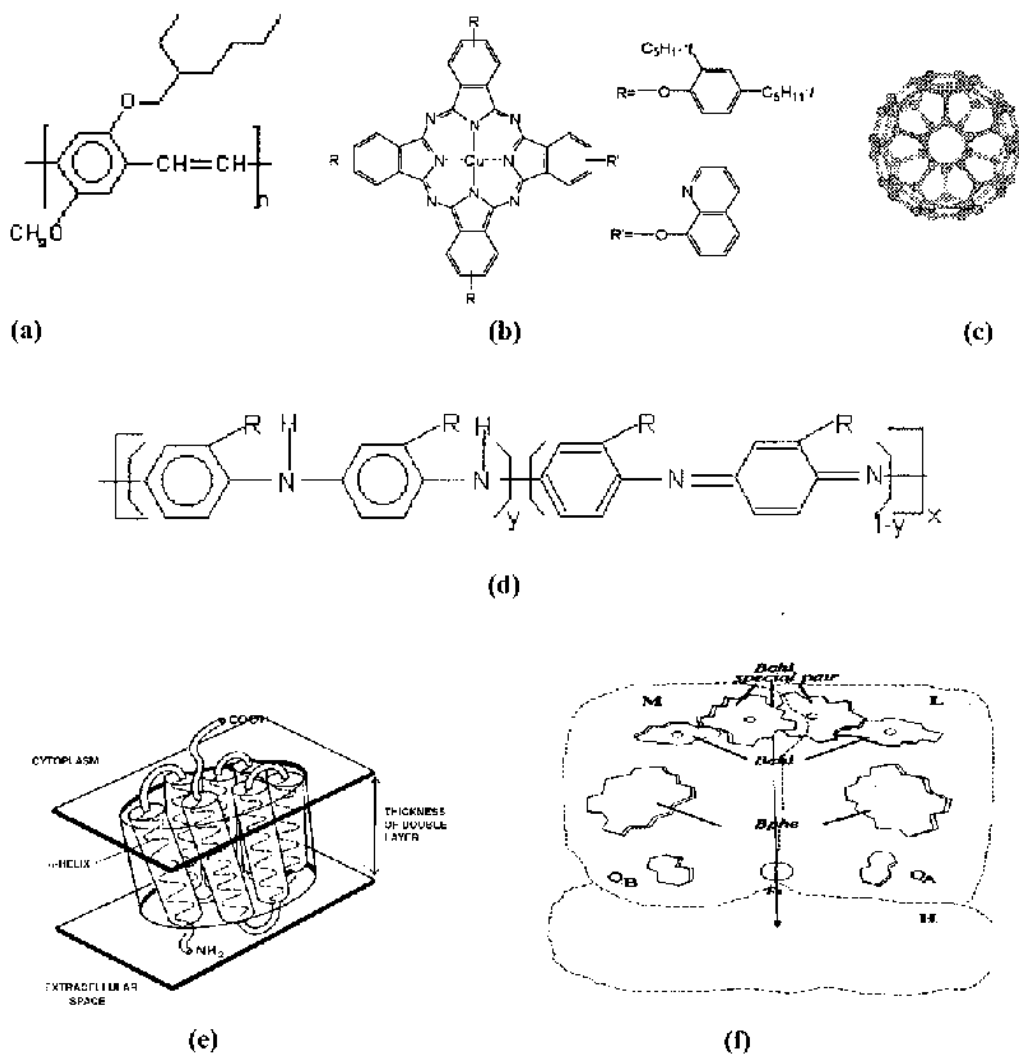 O
CH=CH
n
CH3O
(a)
R
N N
N
R N Cu N R'
N
N N
R
C5H11-t
R= O C5H11-t
N
R'= O
(b)
(c)
R H R H R R
N N N N
y 1-y x
(d)
COOH
CYTOPLASM
THICKNESS
OF DOUBLE
LAYER
α-HELIX
NH2
EXTRACELLULAR
SPACE
(e)
Bchl
special pair
M L
Bchl
Bphe
QB QA
H
(f)